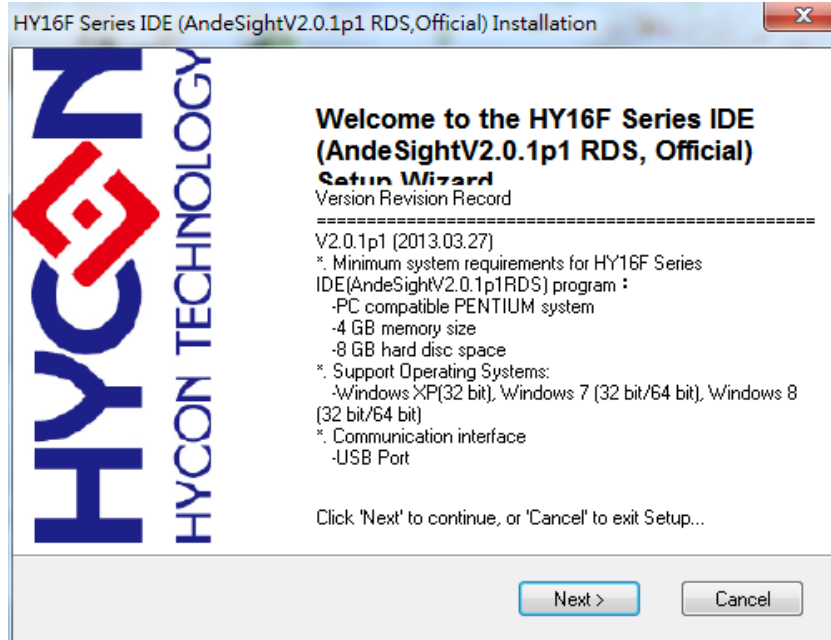 HY16F Series IDE (AndeSightV2.0.1p1 RDS,Official) Installation
x
HYCON
HYCON TECHNOLOGY
Welcome to the HY16F Series IDE
(AndeSightV2.0.1p1 RDS, Official)
Setup Wizard
Version Revision Record
==================================================
V2.0.1p1 (2013.03.27)
*. Minimum system requirements for HY16F Series
IDE(AndeSightV2.0.1p1RDS) program：
-PC compatible PENTIUM system
-4 GB memory size
-8 GB hard disc space
*. Support Operating Systems:
-Windows XP(32 bit), Windows 7 (32 bit/64 bit), Windows 8
(32 bit/64 bit)
*. Communication interface
-USB Port
Click 'Next' to continue, or 'Cancel' to exit Setup...
Next >
Cancel